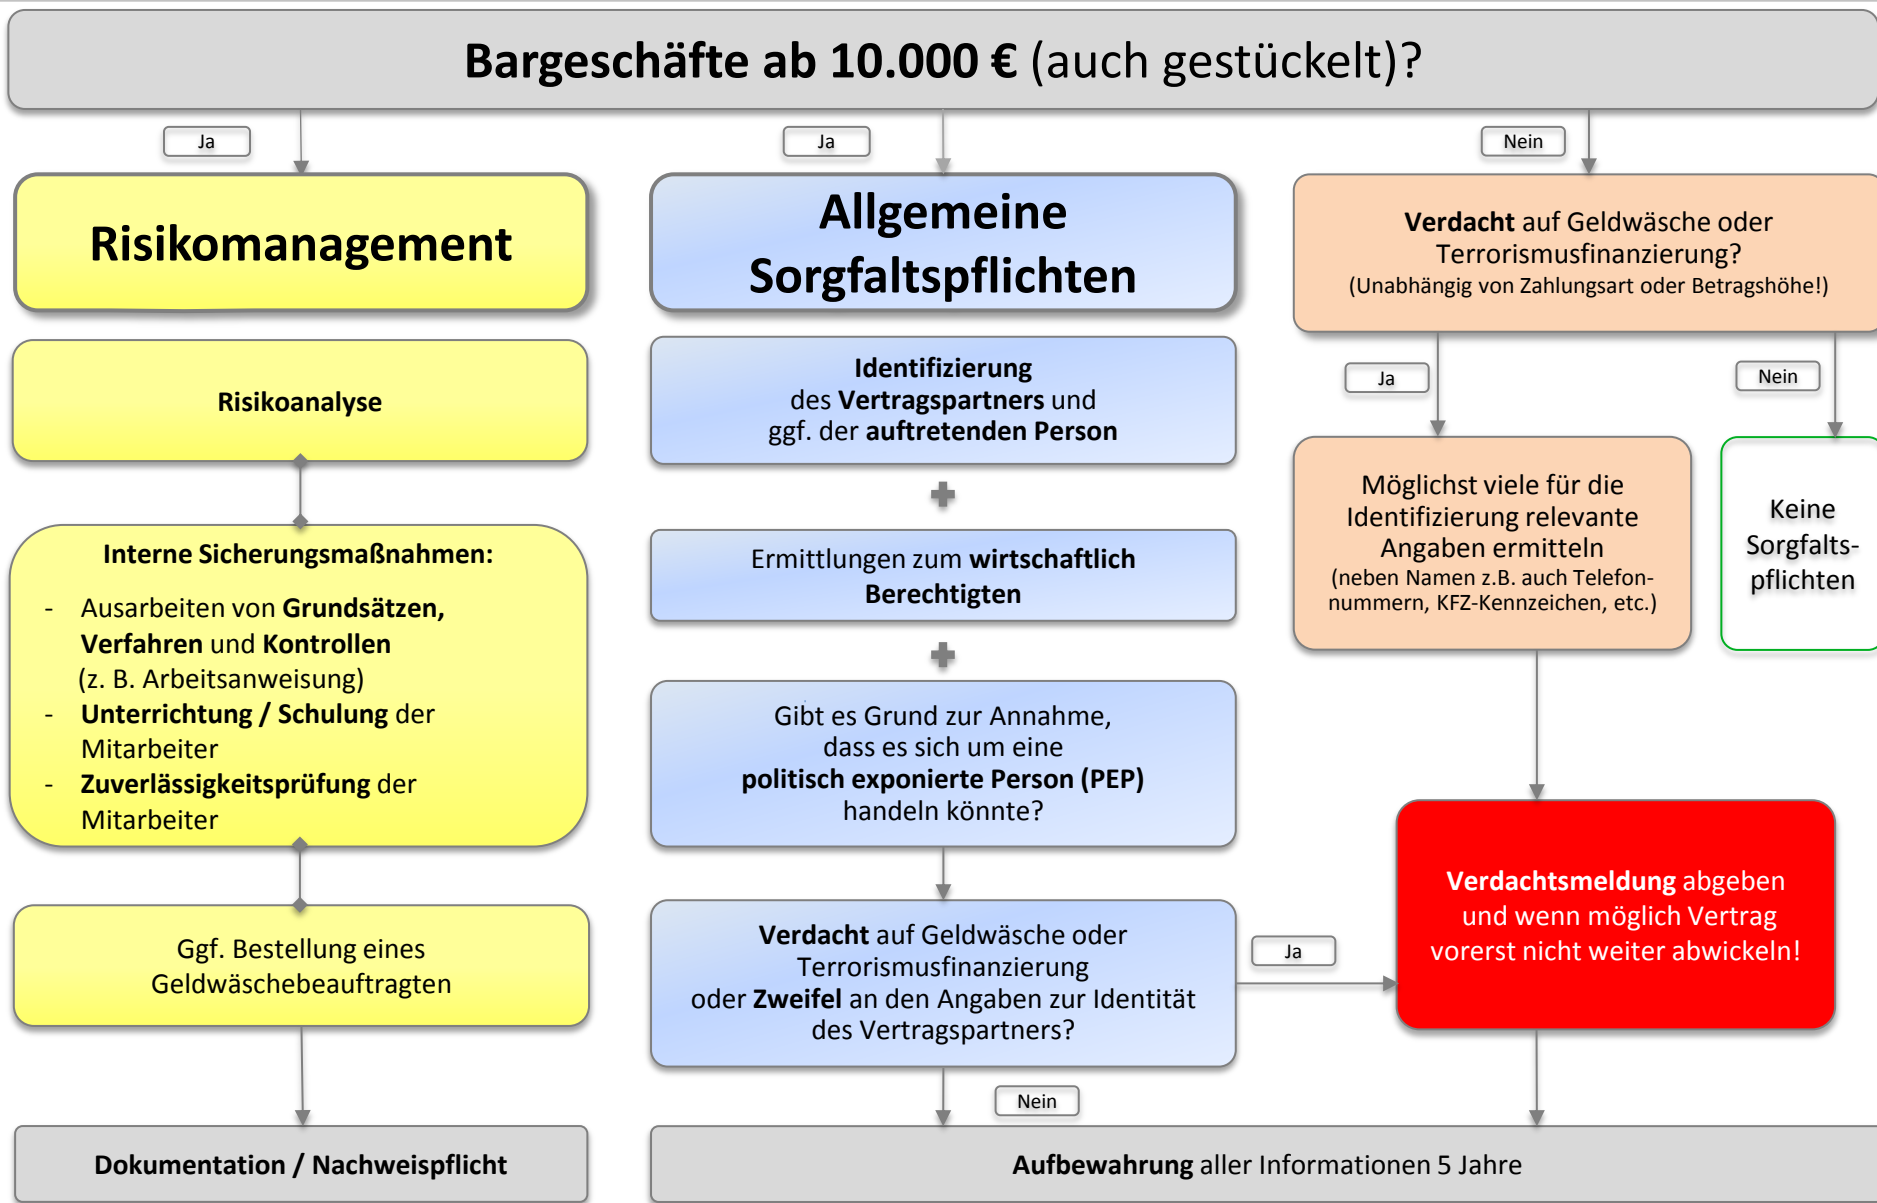 Bargeschäfte ab 10.000 € (auch gestückelt)?
Ja
Ja
Nein
Risikomanagement
Risikoanalyse
Interne Sicherungsmaßnahmen:
- Ausarbeiten von Grundsätzen,
Verfahren und Kontrollen
(z. B. Arbeitsanweisung)
- Unterrichtung / Schulung der
Mitarbeiter
- Zuverlässigkeitsprüfung der
Mitarbeiter
Ggf. Bestellung eines
Geldwäschebeauftragten
Dokumentation / Nachweispflicht
Allgemeine
Sorgfaltspflichten
Identifizierung
des Vertragspartners und
ggf. der auftretenden Person
Ermittlungen zum wirtschaftlich
Berechtigten
Gibt es Grund zur Annahme,
dass es sich um eine
politisch exponierte Person (PEP)
handeln könnte?
Verdacht auf Geldwäsche oder
Terrorismusfinanzierung
oder Zweifel an den Angaben zur Identität
des Vertragspartners?
Ja
Nein
Verdacht auf Geldwäsche oder
Terrorismusfinanzierung?
(Unabhängig von Zahlungsart oder Betragshöhe!)
Ja
Nein
Möglichst viele für die
Identifizierung relevante
Angaben ermitteln
(neben Namen z.B. auch Telefon-
nummern, KFZ-Kennzeichen, etc.)
Keine
Sorgfalts-
pflichten
Verdachtsmeldung abgeben
und wenn möglich Vertrag
vorerst nicht weiter abwickeln!
Aufbewahrung aller Informationen 5 Jahre